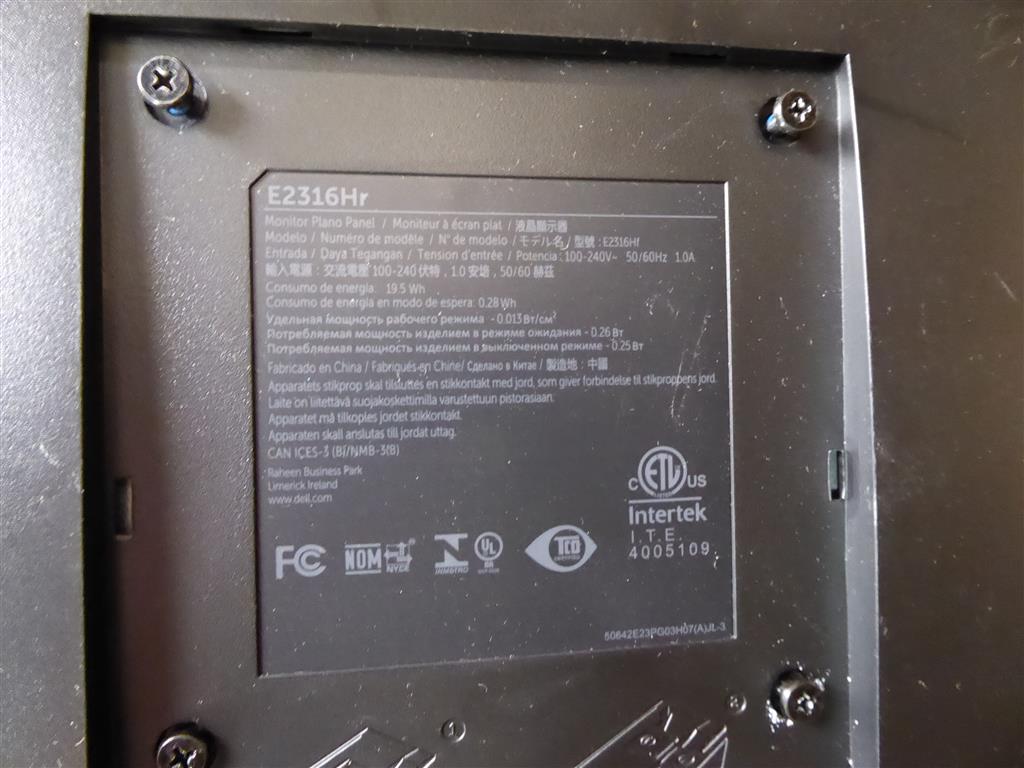 E2316Hr
Monitor Plano Panel / Moniteur à écran plat / 液晶顯示器
Modelo / Numéro de modèle / N° de modelo / モデル名 / 型號 : E2316Hf
Entrada / Daya Tegangan / Tension d'entrée / Potencia : 100-240V~ 50/60Hz 1.0A
輸入電源 : 交流電壓 100-240 伏特 , 1.0 安培 , 50/60 赫茲
Consumo de energía: 19.5 Wh
Consumo de energía en modo de espera: 0.28 Wh
Удельная мощность рабочего режима - 0.013 Вт/см²
Потребляемая мощность изделием в режиме ожидания - 0.26 Вт
Потребляемая мощность изделием в выключенном режиме - 0.25 Вт
Fabricado en China / Fabriqués en Chine/ Сделано в Китае / 製造地 : 中國
Apparatets stikprop skal tilsluttes en stikkontakt med jord, som giver forbindelse til stikproppens jord.
Laite on liitettävä suojakoskettimilla varustettuun pistorasiaan.
Apparatet må tilkoples jordet stikkontakt.
Apparaten skall anslutas till jordat uttag.
CAN ICES-3 (B)/NMB-3(B)
Raheen Business Park
Limerick Ireland
www.dell.com
C ETL US
Intertek
I.T.E.
4005109
FC NOM NYCE INMETRO UL TCO
50642E23PG03H07(A)JL-3
1
2